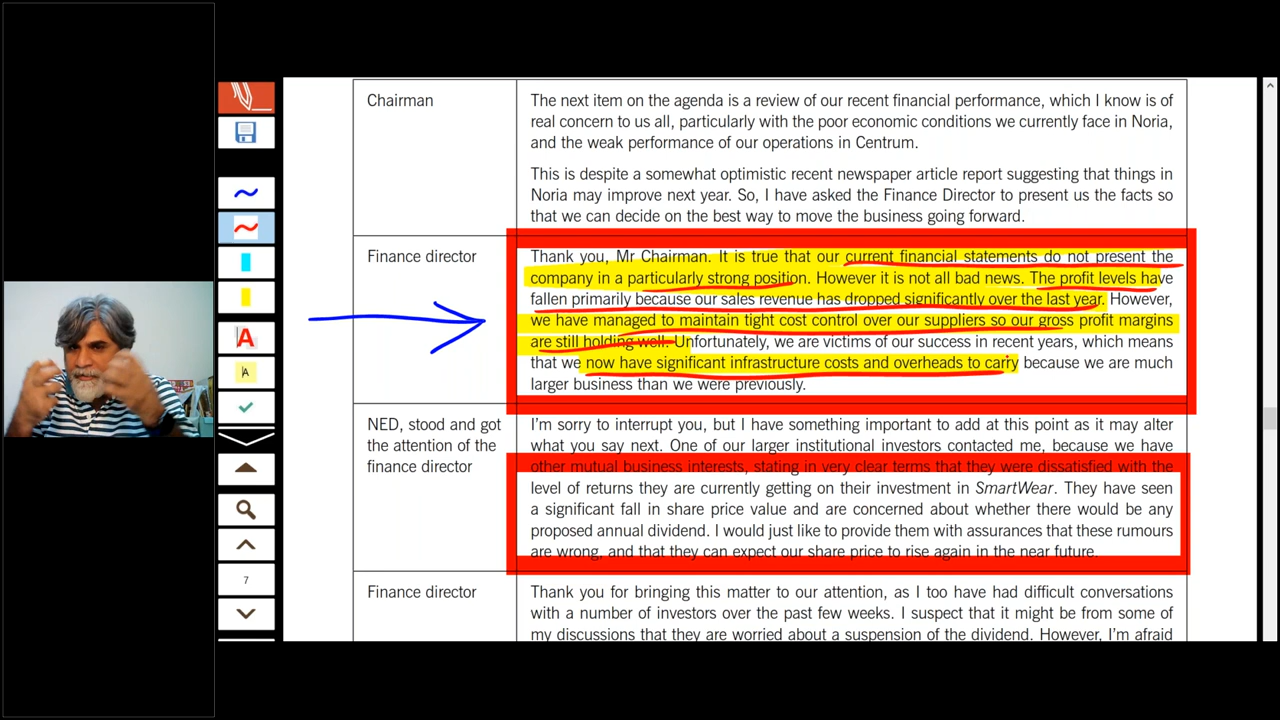 Chairman
The next item on the agenda is a review of our recent financial performance, which I know is of
real concern to us all, particularly with the poor economic conditions we currently face in Noria,
and the weak performance of our operations in Centrum.
This is despite a somewhat optimistic recent newspaper article report suggesting that things in
Noria may improve next year. So, I have asked the Finance Director to present us the facts so
that we can decide on the best way to move the business going forward.
Finance director
Thank you, Mr Chairman. It is true that our current financial statements do not present the
company in a particularly strong position. However it is not all bad news. The profit levels have
fallen primarily because our sales revenue has dropped significantly over the last year. However,
we have managed to maintain tight cost control over our suppliers so our gross profit margins
are still holding well. Unfortunately, we are victims of our success in recent years, which means
that we now have significant infrastructure costs and overheads to carry because we are much
larger business than we were previously.
NED, stood and got
the attention of the
finance director
I'm sorry to interrupt you, but I have something important to add at this point as it may alter
what you say next. One of our larger institutional investors contacted me, because we have
other mutual business interests, stating in very clear terms that they were dissatisfied with the
level of returns they are currently getting on their investment in SmartWear. They have seen
a significant fall in share price value and are concerned about whether there would be any
proposed annual dividend. I would just like to provide them with assurances that these rumours
are wrong, and that they can expect our share price to rise again in the near future.
Finance director
Thank you for bringing this matter to our attention, as I too have had difficult conversations
with a number of investors over the past few weeks. I suspect that it might be from some of
my discussions that they are worried about a suspension of the dividend. However, I'm afraid
A
A
7